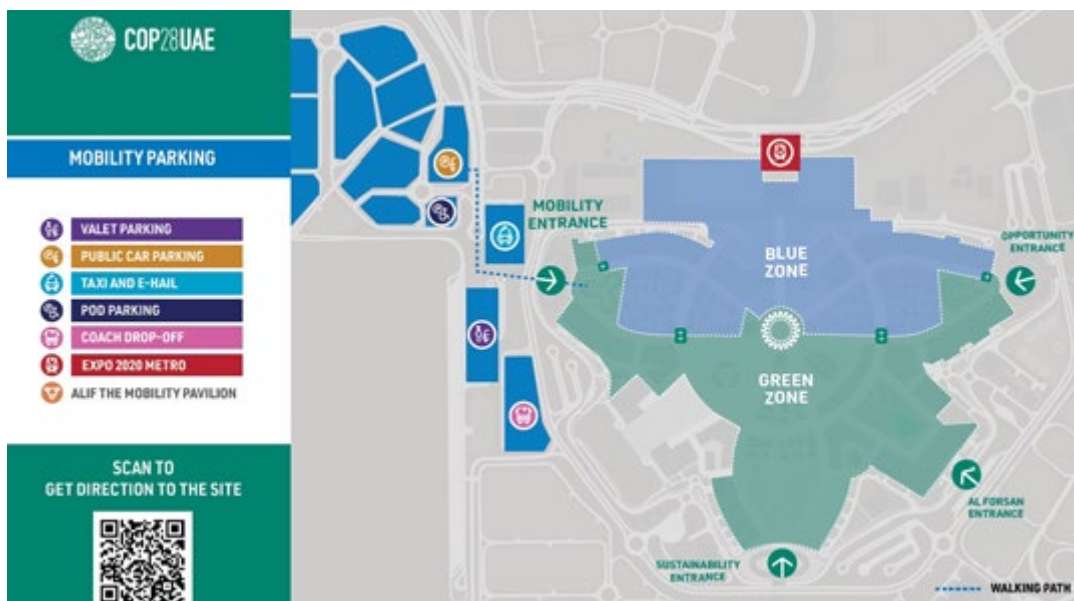 COP28UAE
MOBILITY PARKING
VALET PARKING
PUBLIC CAR PARKING
TAXI AND E-HAIL
POD PARKING
COACH DROP-OFF
EXPO 2020 METRO
ALIF THE MOBILITY PAVILION
SCAN TO
GET DIRECTION TO THE SITE
MOBILITY
ENTRANCE
OPPORTUNITY
ENTRANCE
BLUE
ZONE
GREEN
ZONE
AL FORSAN
ENTRANCE
SUSTAINABILITY
ENTRANCE
WALKING PATH